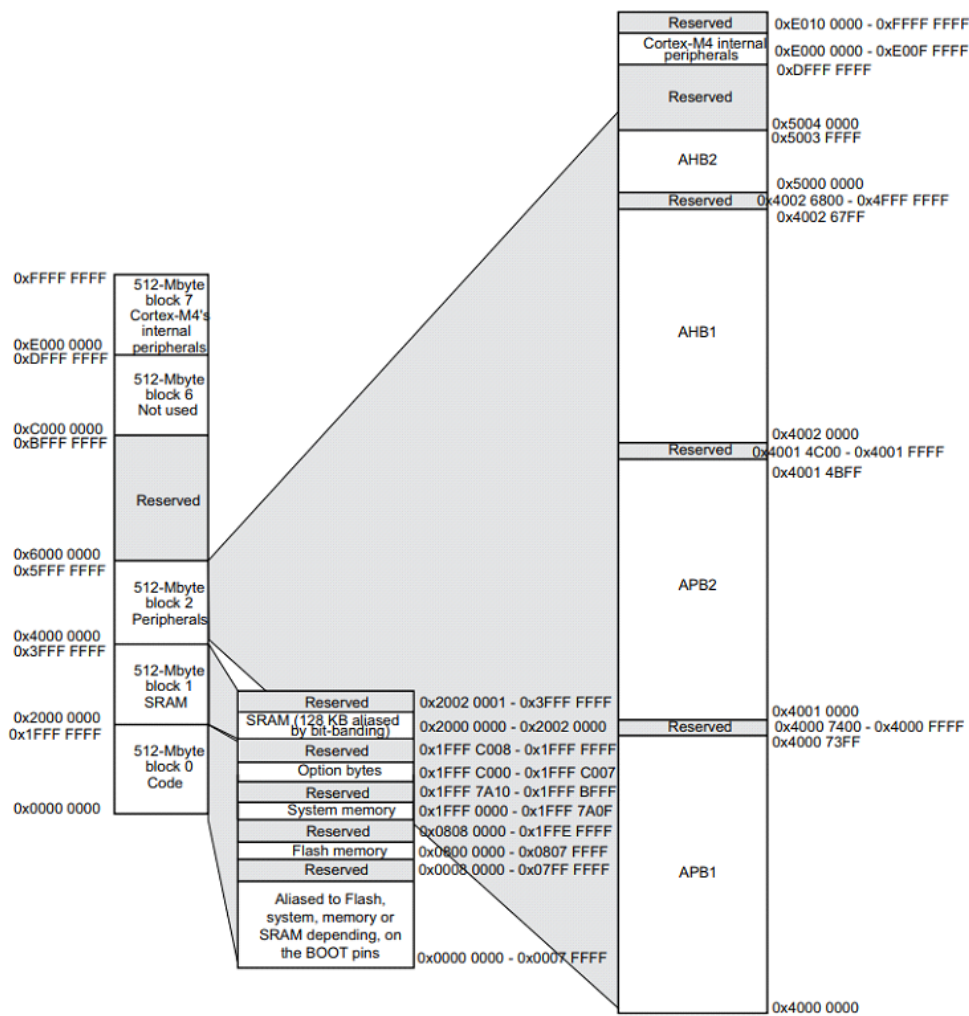 0xFFFF FFFF
512-Mbyte
block 7
Cortex-M4's
internal
peripherals
0xE000 0000
0xDFFF FFFF
512-Mbyte
block 6
Not used
0xC000 0000
0xBFFF FFFF
Reserved
0x6000 0000
0x5FFF FFFF
512-Mbyte
block 2
Peripherals
0x4000 0000
0x3FFF FFFF
512-Mbyte
block 1
SRAM
0x2000 0000
0x1FFF FFFF
512-Mbyte
block 0
Code
0x0000 0000
Reserved 0x2002 0001 - 0x3FFF FFFF
SRAM (128 KB aliased
by bit-banding) 0x2000 0000 - 0x2002 0000
Reserved 0x1FFF C008 - 0x1FFF FFFF
Option bytes 0x1FFF C000 - 0x1FFF C007
Reserved 0x1FFF 7A10 - 0x1FFF BFFF
System memory 0x1FFF 0000 - 0x1FFF 7A0F
Reserved 0x0808 0000 - 0x1FFE FFFF
Flash memory 0x0800 0000 - 0x0807 FFFF
Reserved 0x0008 0000 - 0x07FF FFFF
Aliased to Flash,
system, memory or
SRAM depending, on
the BOOT pins
0x0000 0000 - 0x0007 FFFF
Reserved 0xE010 0000 - 0xFFFF FFFF
Cortex-M4 internal
peripherals 0xE000 0000 - 0xE00F FFFF
0xDFFF FFFF
Reserved
0x5004 0000
0x5003 FFFF
AHB2
0x5000 0000
Reserved 0x4002 6800 - 0x4FFF FFFF
0x4002 67FF
AHB1
0x4002 0000
Reserved 0x4001 4C00 - 0x4001 FFFF
0x4001 4BFF
APB2
0x4001 0000
Reserved 0x4000 7400 - 0x4000 FFFF
0x4000 73FF
APB1
0x4000 0000